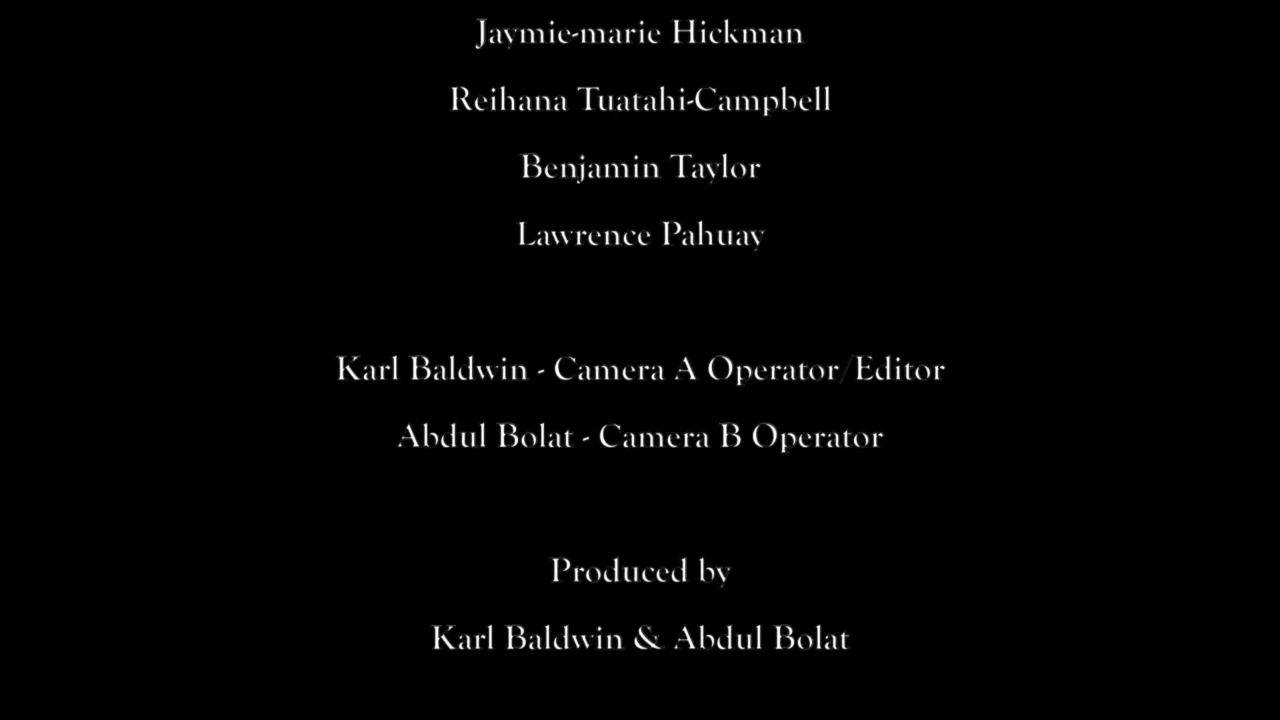 Jaymie-marie Hickman
Reihana Tuatahi-Campbell
Benjamin Taylor
Lawrence Pahuay
Karl Baldwin - Camera A Operator/Editor
Abdul Bolat - Camera B Operator
Produced by
Karl Baldwin & Abdul Bolat